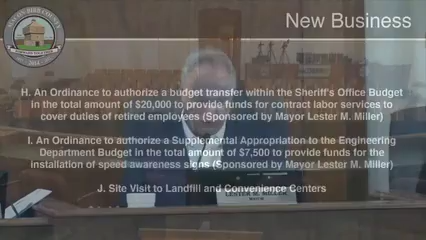 New Business
H. An Ordinance to authorize a budget transfer within the Sheriff's Office Budget
in the total amount of $20,000 to provide funds for contract labor services to
cover duties of retired employees (Sponsored by Mayor Lester M. Miller)
I. An Ordinance to authorize a Supplemental Appropriation to the Engineering
Department Budget in the total amount of $7,500 to provide funds for the
installation of speed awareness signs (Sponsored by Mayor Lester M. Miller)
J. Site Visit to Landfill and Convenience Centers
LESTER M. MILLER
MAYOR